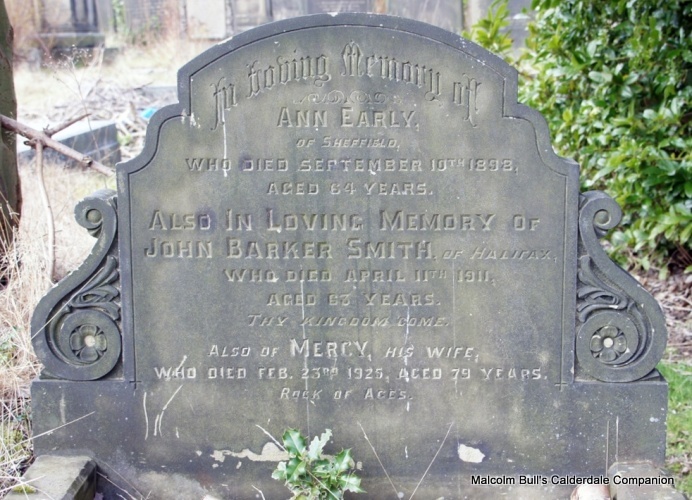 In Loving Memory of
ANN EARLY,
OF SHEFFIELD,
WHO DIED SEPTEMBER 10TH 1898,
AGED 64 YEARS.
ALSO IN LOVING MEMORY OF
JOHN BARKER SMITH, OF HALIFAX,
WHO DIED APRIL 11TH 1911,
AGED 63 YEARS.
THY KINGDOM COME.
ALSO OF MERCY, HIS WIFE,
WHO DIED FEB. 23RD 1925, AGED 79 YEARS.
ROCK OF AGES.
Malcolm Bull's Calderdale Companion